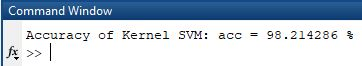 Command Window
Accuracy of Kernel SVM: acc = 98.214286 %
fx >>